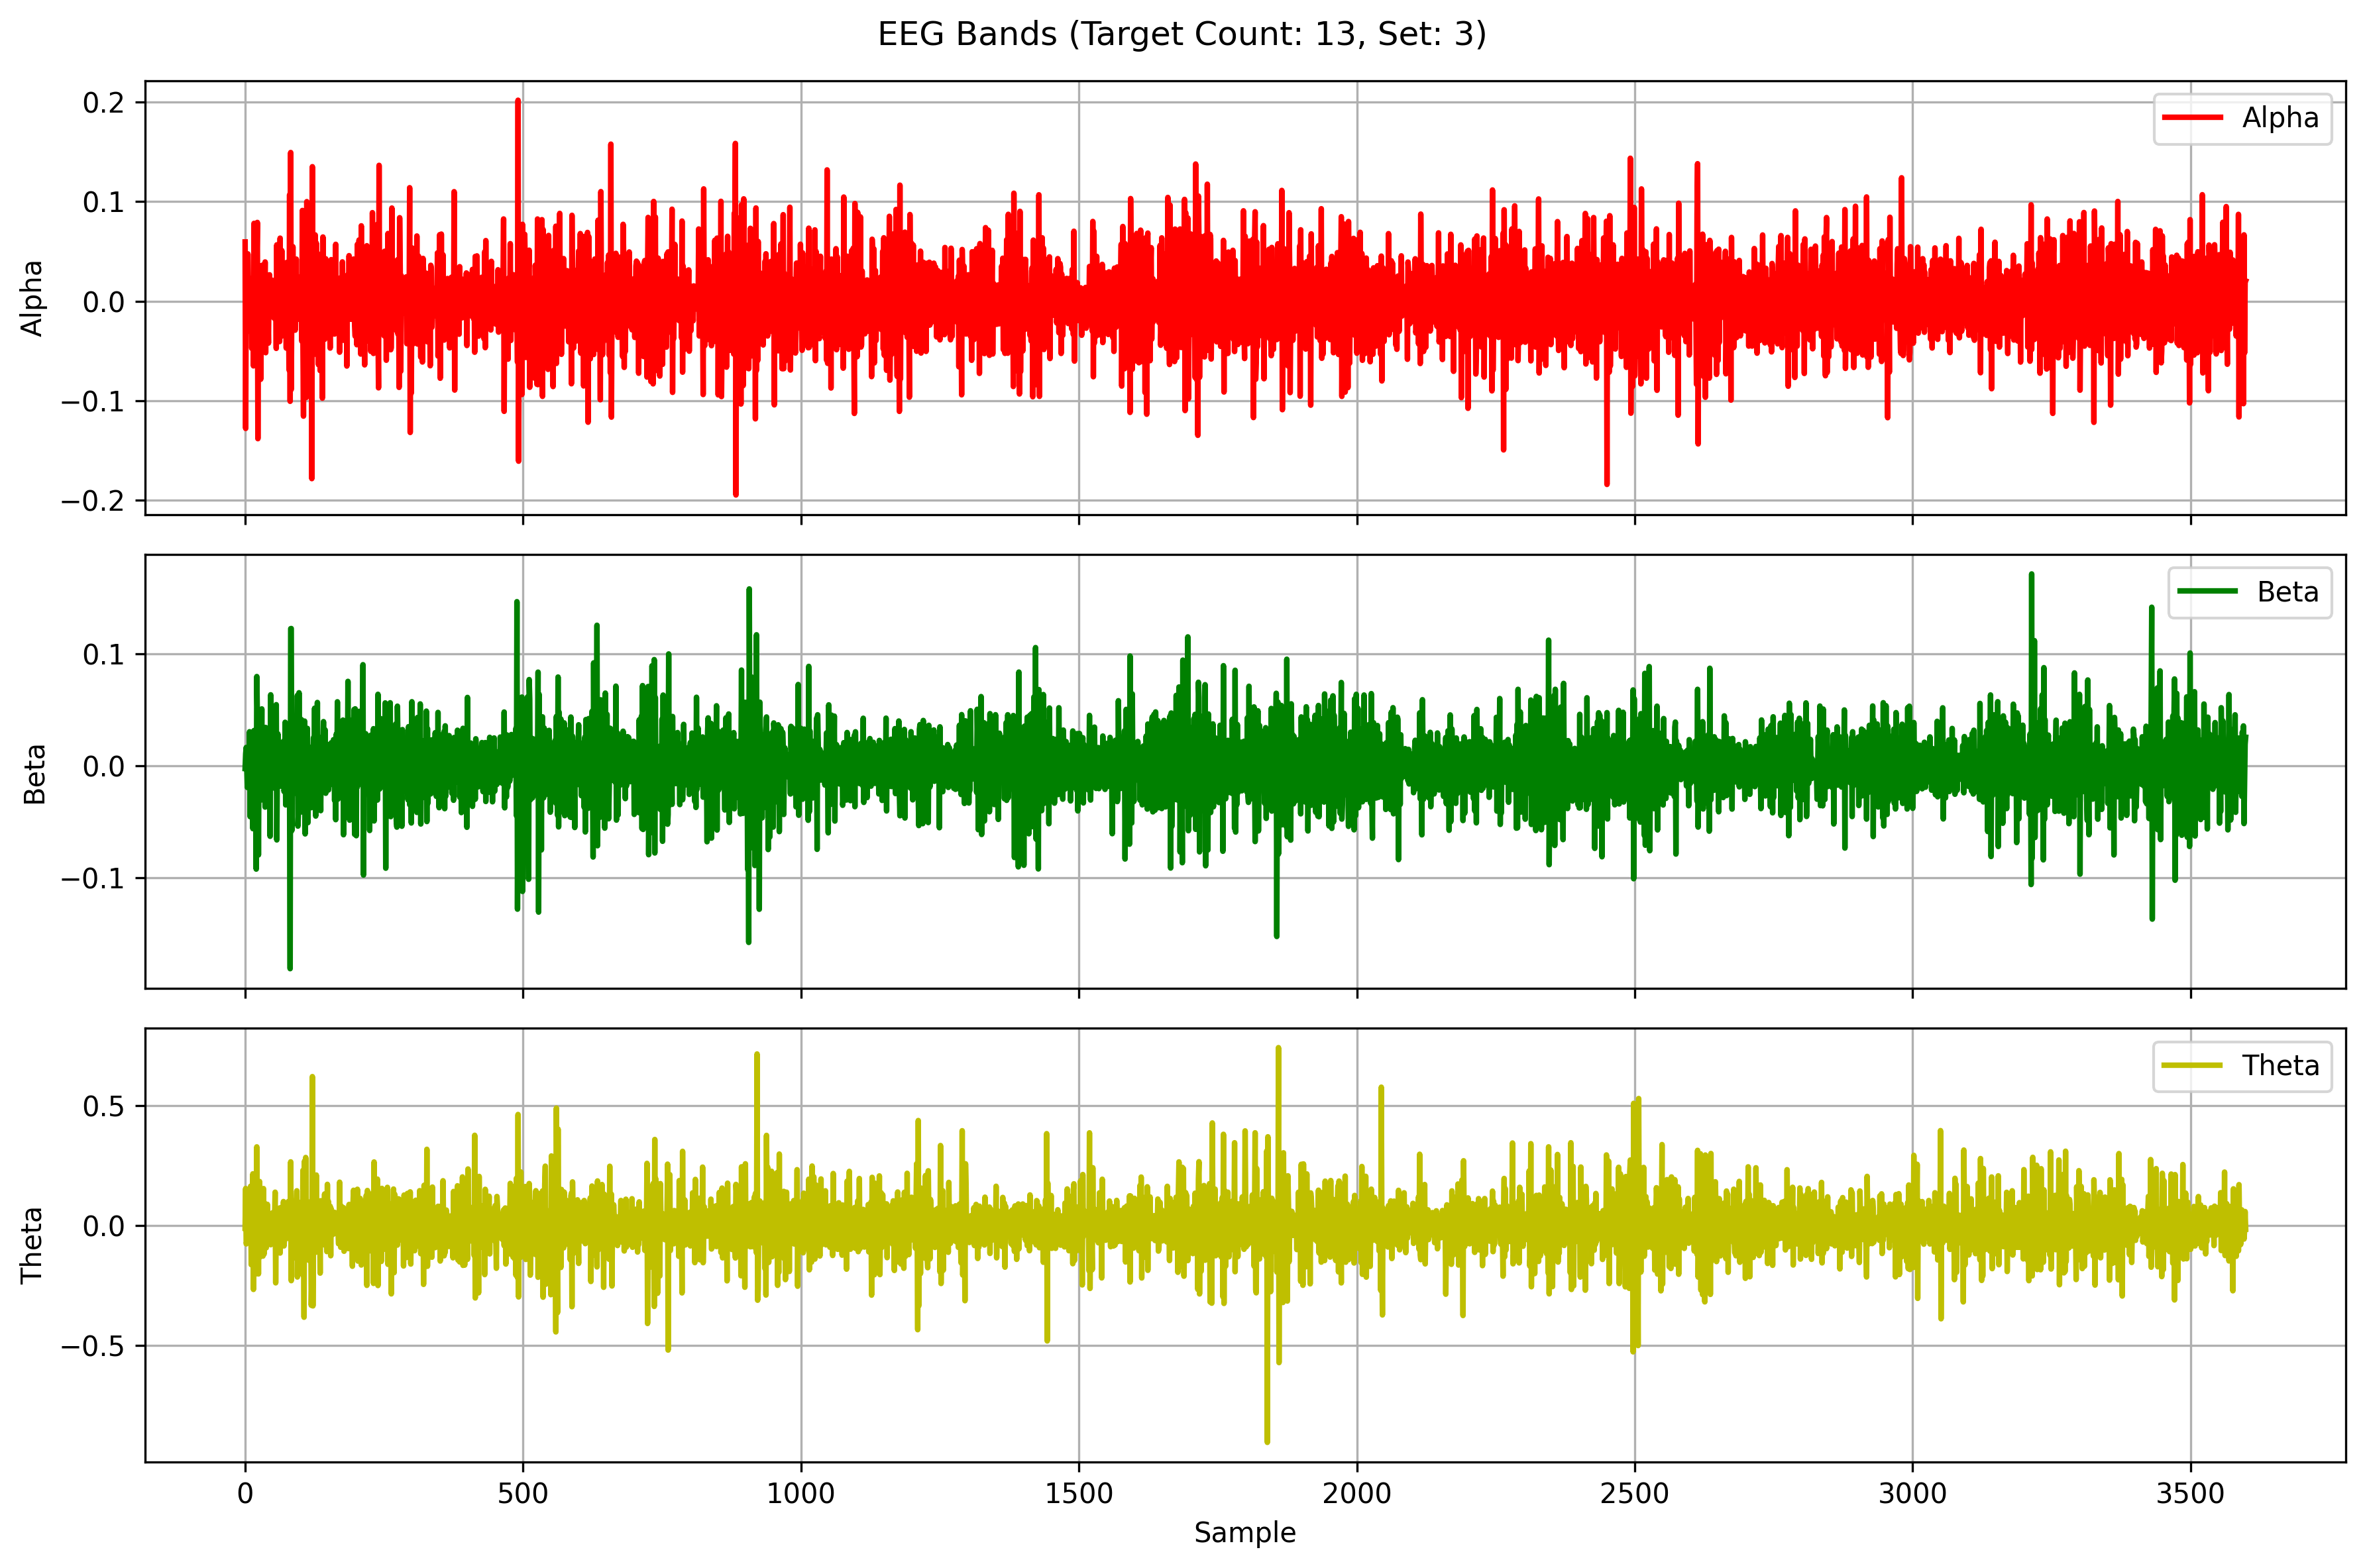 EEG Bands (Target Count: 13, Set: 3)
0.2
0.1
0.0
−0.1
−0.2
Alpha
Alpha
0.1
0.0
−0.1
Beta
Beta
0.5
0.0
−0.5
Theta
Theta
0 500 1000 1500 2000 2500 3000 3500
Sample